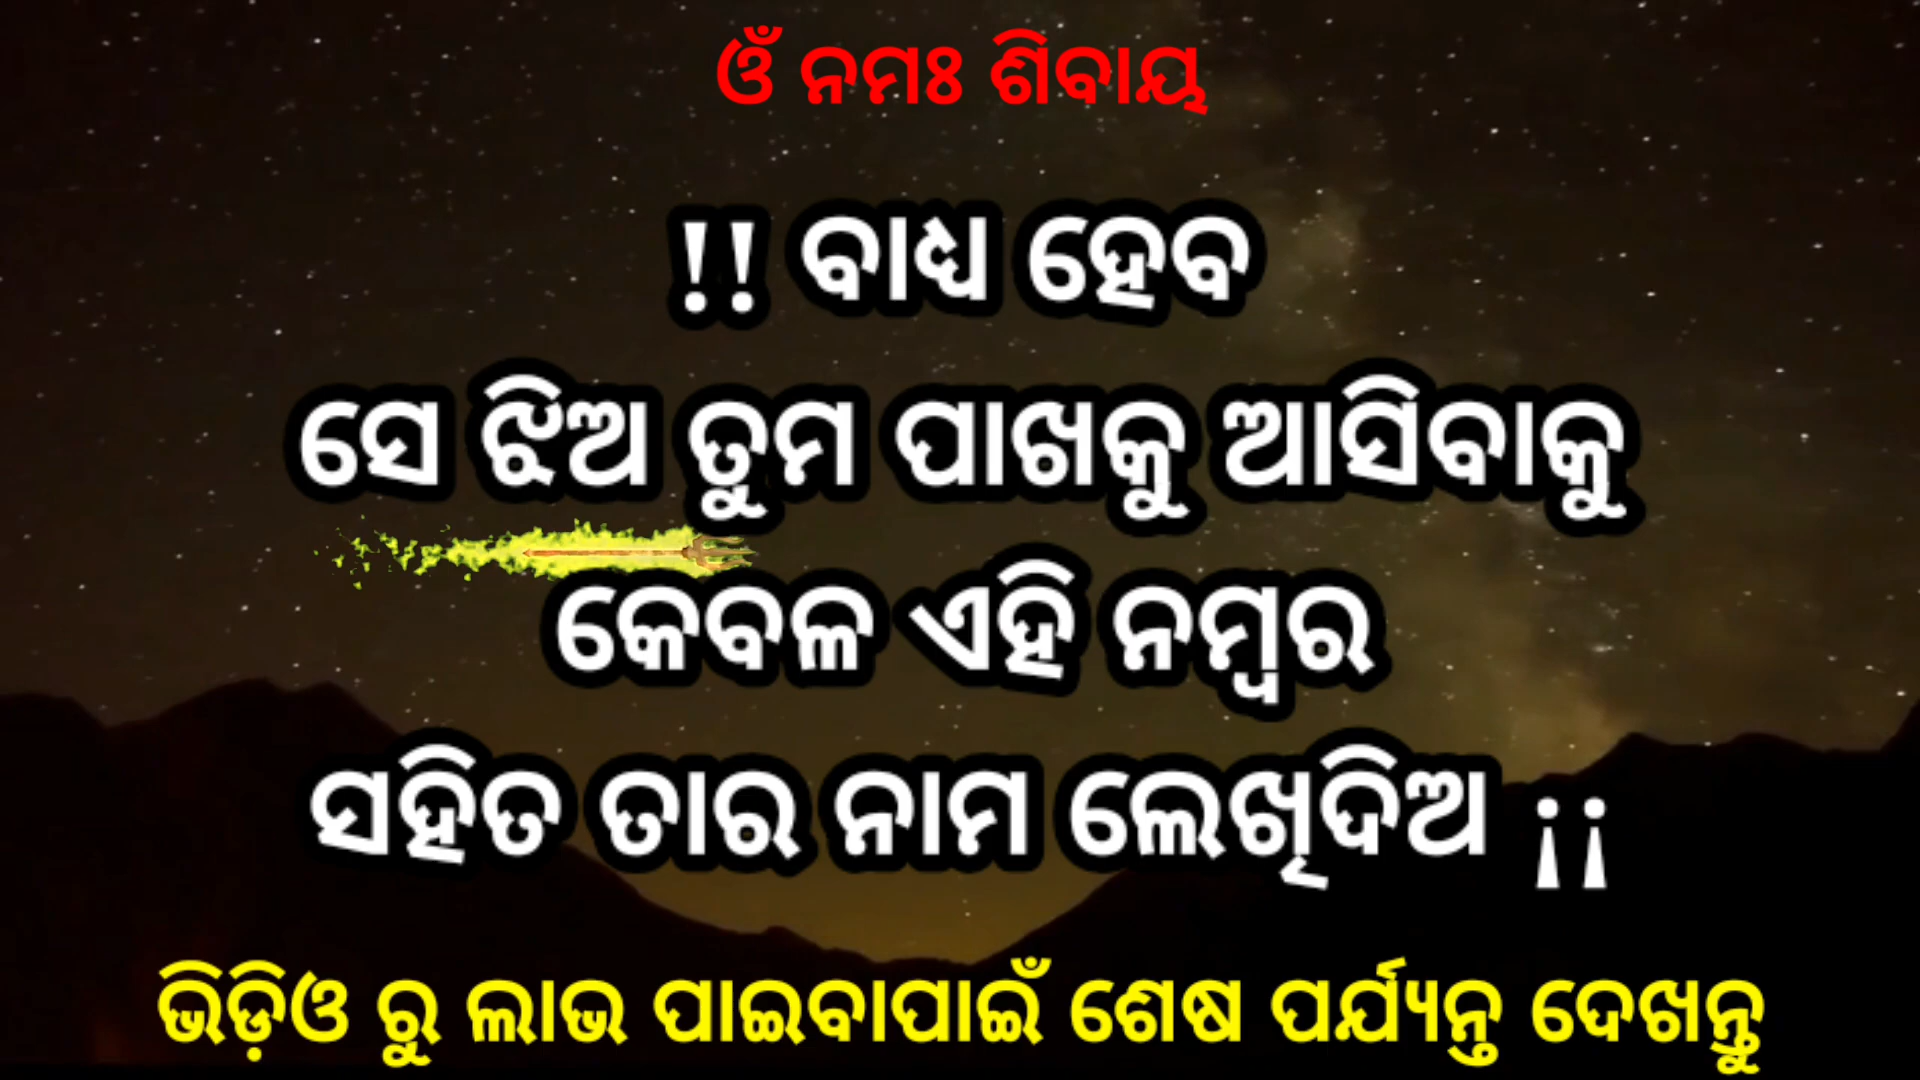 ଓଁ ନମଃ ଶିବାୟ
!! ବାଧ୍ୟ ହେବ
ସେ ଝିଅ ତୁମ ପାଖକୁ ଆସିବାକୁ
କେବଳ ଏହି ନମ୍ବର
ସହିତ ତାର ନାମ ଲେଖିଦିଅ ¡¡
ଭିଡ଼ିଓ ରୁ ଲାଭ ପାଇବାପାଇଁ ଶେଷ ପର୍ଯ୍ୟନ୍ତ ଦେଖନ୍ତୁ